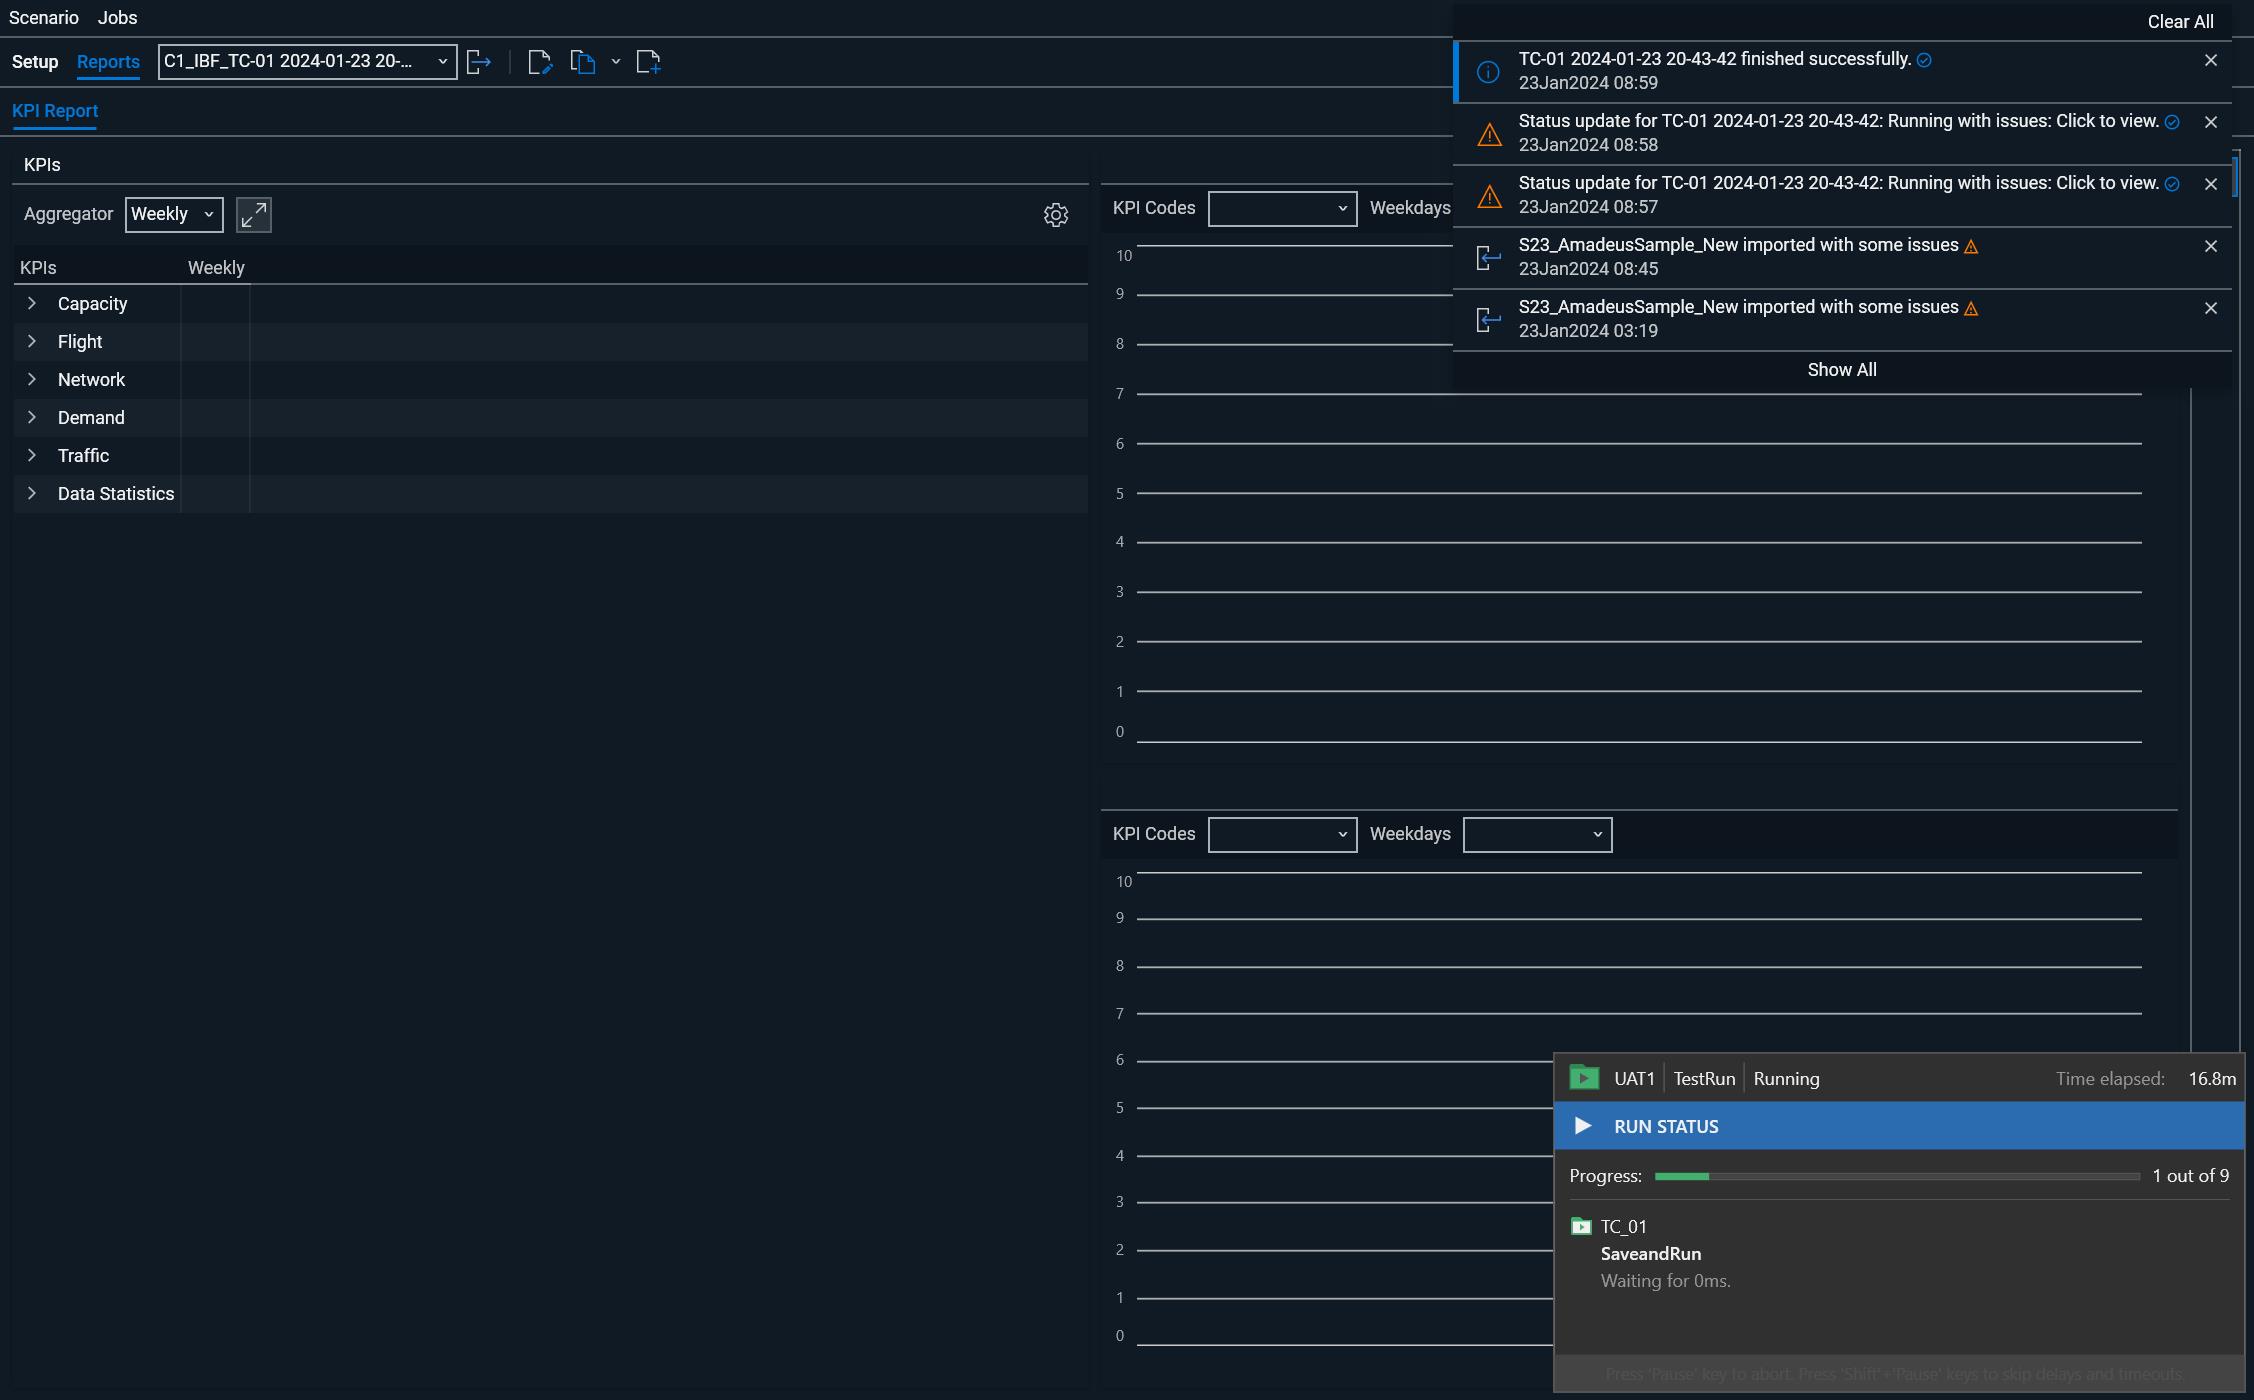 Scenario Jobs
Setup Reports C1_IBF_TC-01 2024-01-23 20-...
KPI Report
KPIs
Aggregator Weekly
KPIs Weekly
Capacity
Flight
Network
Demand
Traffic
Data Statistics
KPI Codes Weekdays
10
9
8
7
6
5
4
3
2
1
0
KPI Codes Weekdays
10
9
8
7
6
5
4
3
2
1
0
Clear All
TC-01 2024-01-23 20-43-42 finished successfully.
23Jan2024 08:59
Status update for TC-01 2024-01-23 20-43-42: Running with issues: Click to view.
23Jan2024 08:58
Status update for TC-01 2024-01-23 20-43-42: Running with issues: Click to view.
23Jan2024 08:57
S23_AmadeusSample_New imported with some issues
23Jan2024 08:45
S23_AmadeusSample_New imported with some issues
23Jan2024 03:19
Show All
UAT1 TestRun Running Time elapsed: 16.8m
RUN STATUS
Progress: 1 out of 9
TC_01
SaveandRun
Waiting for 0ms.
Press 'Pause' key to abort. Press 'Shift'+'Pause' keys to skip delays and timeouts.